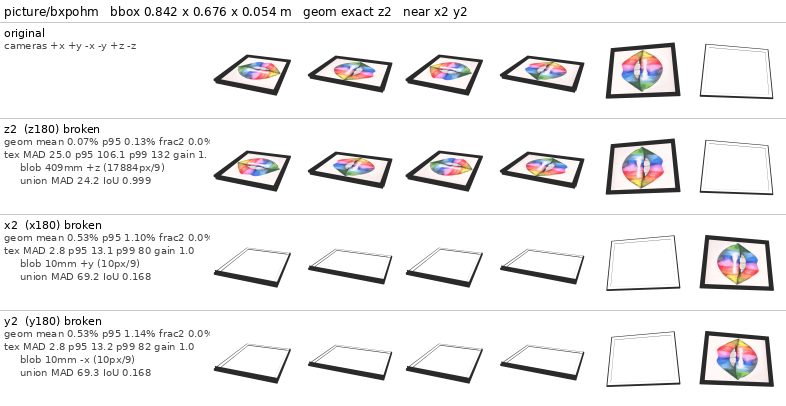 picture/bxpohm   bbox 0.842 x 0.676 x 0.054 m   geom exact z2   near x2 y2
original
cameras +x +y -x -y +z -z
z2  (z180) broken
geom mean 0.07% p95 0.13% frac2 0.0%
tex MAD 25.0 p95 106.1 p99 132 gain 1.
blob 409mm +z (17884px/9)
union MAD 24.2 IoU 0.999
x2  (x180) broken
geom mean 0.53% p95 1.10% frac2 0.0%
tex MAD 2.8 p95 13.1 p99 80 gain 1.0
blob 10mm +y (10px/9)
union MAD 69.2 IoU 0.168
y2  (y180) broken
geom mean 0.53% p95 1.14% frac2 0.0%
tex MAD 2.8 p95 13.2 p99 82 gain 1.0
blob 10mm -x (10px/9)
union MAD 69.3 IoU 0.168